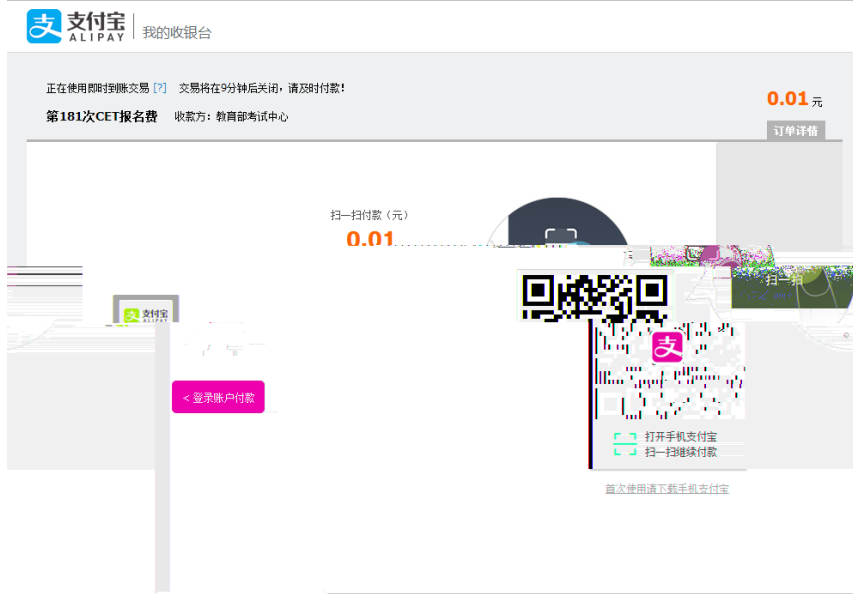 支付宝
ALIPAY
我的收银台
正在使用即时到账交易 [?] 交易将在9分钟后关闭，请及时付款！
第181次CET报名费 收款方：教育部考试中心
0.01 元
订单详情
扫一扫付款（元）
0.01
扫一扫
支付宝
ALIPAY
支
< 登录账户付款
打开手机支付宝
扫一扫继续付款
首次使用请下载手机支付宝